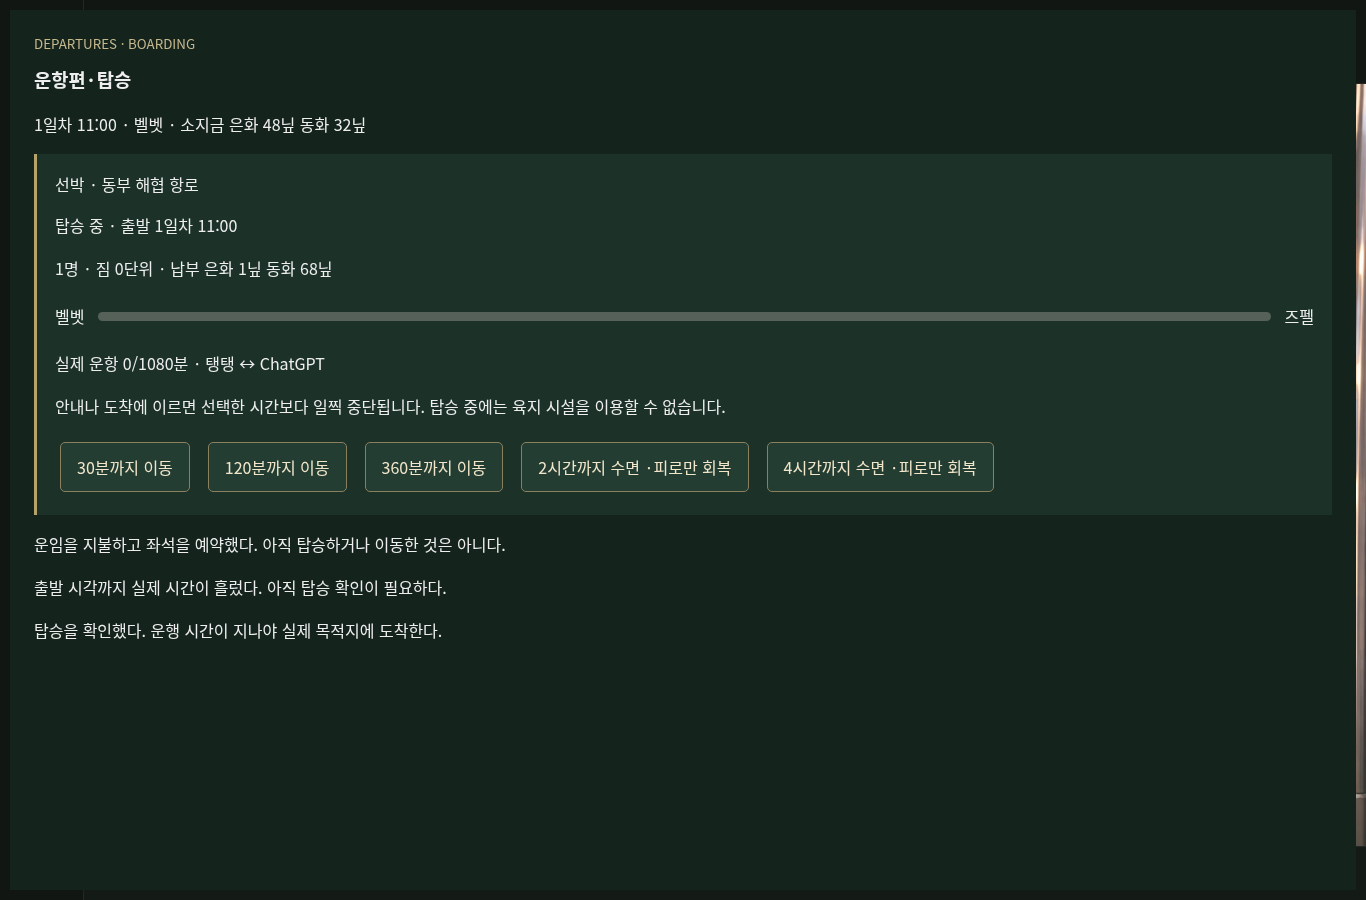 DEPARTURES · BOARDING
운항편·탑승
1일차 11:00 · 벨벳 · 소지금 은화 48닢 동화 32닢
선박 · 동부 해협 항로
탑승 중 · 출발 1일차 11:00
1명 · 짐 0단위 · 납부 은화 1닢 동화 68닢
벨벳 즈펠
실제 운항 0/1080분 · 탱탱 ↔ ChatGPT
안내나 도착에 이르면 선택한 시간보다 일찍 중단됩니다. 탑승 중에는 육지 시설을 이용할 수 없습니다.
30분까지 이동 120분까지 이동 360분까지 이동 2시간까지 수면 ·피로만 회복 4시간까지 수면 ·피로만 회복
운임을 지불하고 좌석을 예약했다. 아직 탑승하거나 이동한 것은 아니다.
출발 시각까지 실제 시간이 흘렀다. 아직 탑승 확인이 필요하다.
탑승을 확인했다. 운행 시간이 지나야 실제 목적지에 도착한다.